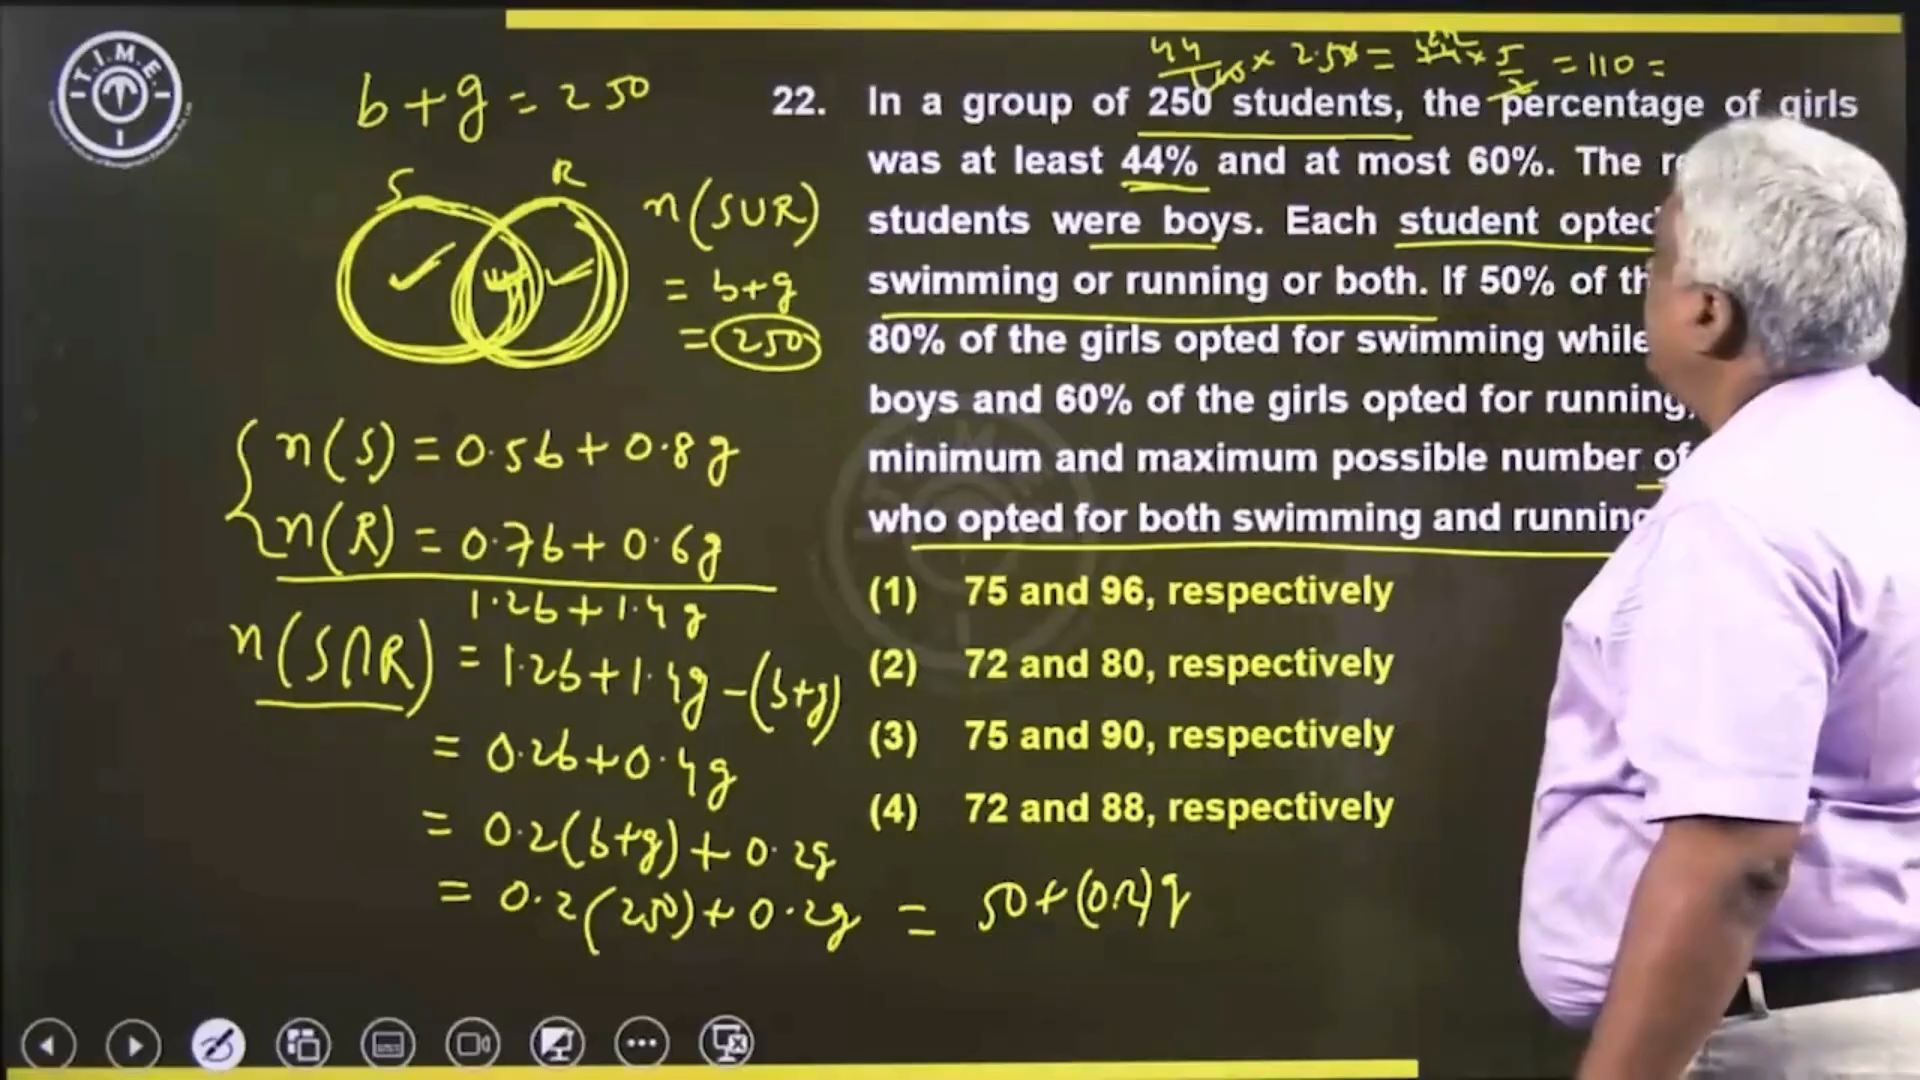 T.I.M.E.
b+g=250
S R
n(S∪R)
= b+g
= 250
n(S) = 0.5b + 0.8g
n(R) = 0.7b + 0.6g
1.2b + 1.4g
n(S∩R) = 1.2b + 1.4g - (b+g)
= 0.2b + 0.4g
= 0.2(b+g) + 0.2g
= 0.2(250) + 0.2g = 50 + (0.2)g
44/100 × 250 = × 5/2 = 110 =
22. In a group of 250 students, the percentage of girls
was at least 44% and at most 60%. The
students were boys. Each student opted
swimming or running or both. If 50% of
80% of the girls opted for swimming while
boys and 60% of the girls opted for running,
minimum and maximum possible number of
who opted for both swimming and running
(1) 75 and 96, respectively
(2) 72 and 80, respectively
(3) 75 and 90, respectively
(4) 72 and 88, respectively